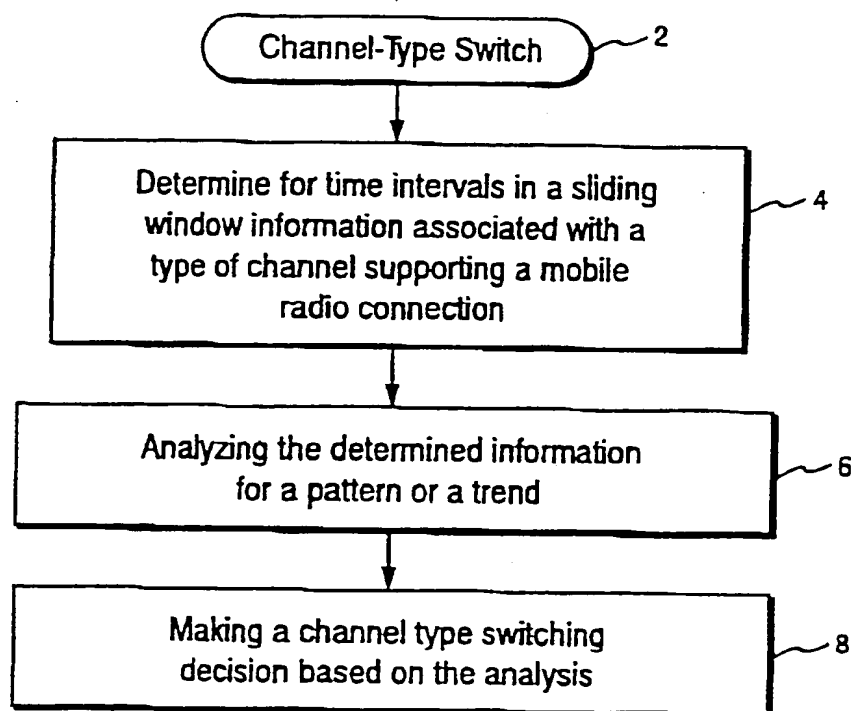 Channel-Type Switch
2
Determine for time intervals in a sliding
window information associated with a
type of channel supporting a mobile
radio connection
4
Analyzing the determined information
for a pattern or a trend
6
Making a channel type switching
decision based on the analysis
8